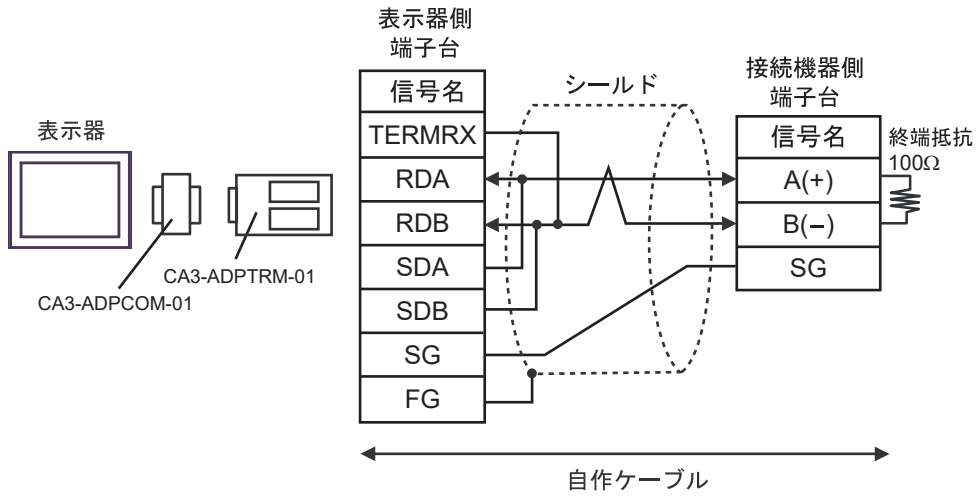 表示器側
端子台
信号名
TERMRX
RDA
RDB
SDA
SDB
SG
FG
シールド
接続機器側
端子台
信号名
A(+)
B(−)
SG
終端抵抗
100Ω
表示器
CA3-ADPCOM-01
CA3-ADPTRM-01
自作ケーブル